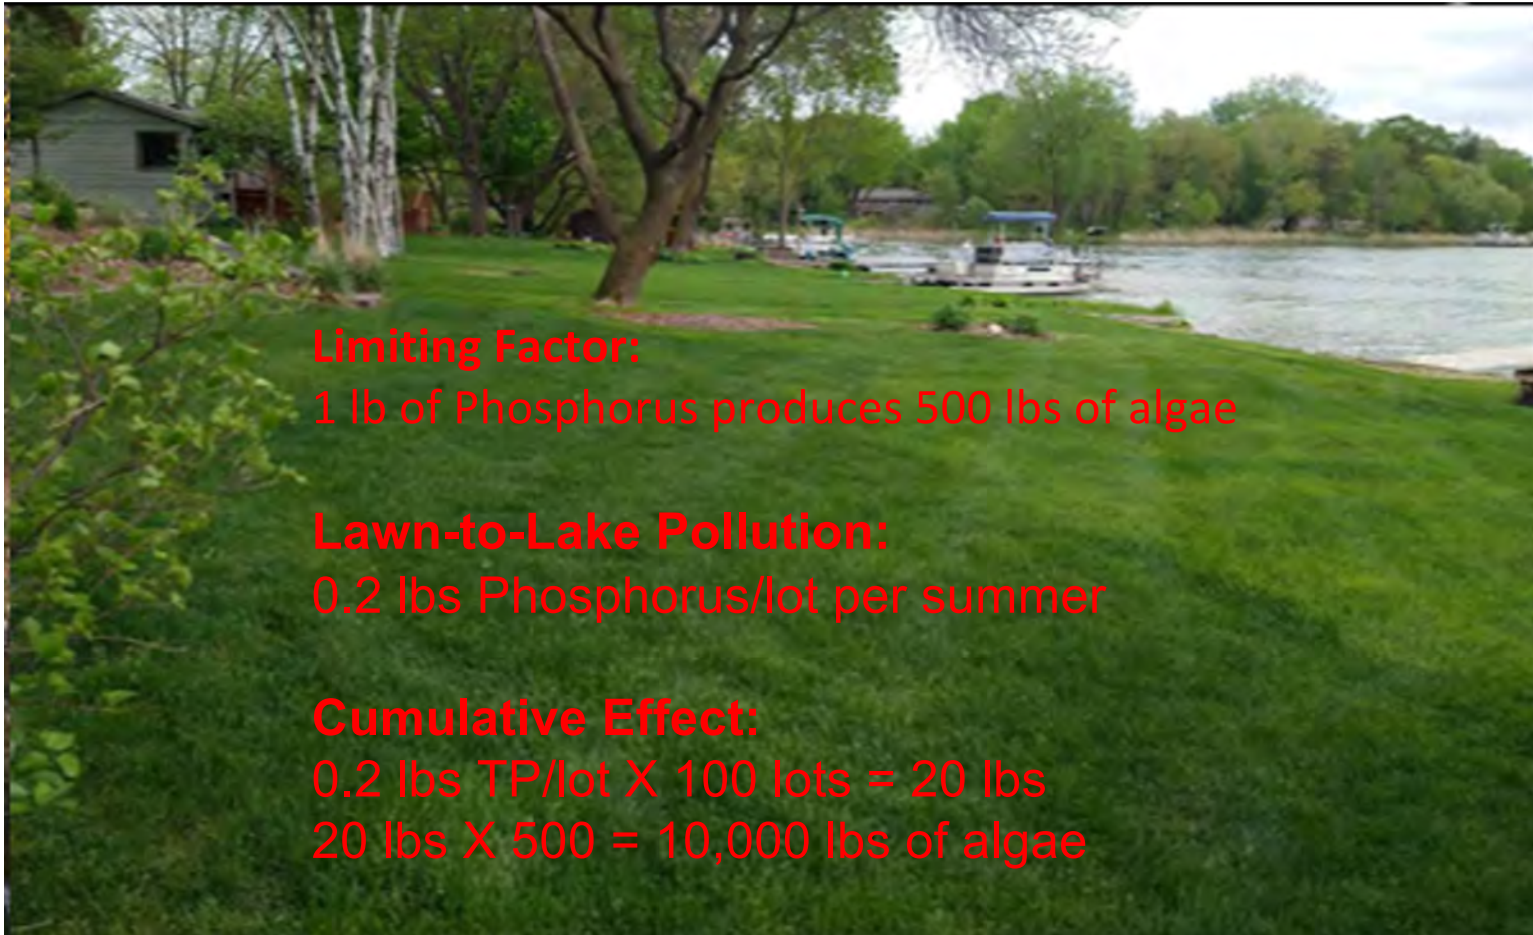 Limiting Factor:
1 lb of Phosphorus produces 500 lbs of algae
Lawn-to-Lake Pollution:
0.2 lbs Phosphorus/lot per summer
Cumulative Effect:
0.2 lbs TP/lot X 100 lots = 20 lbs
20 lbs X 500 = 10,000 lbs of algae